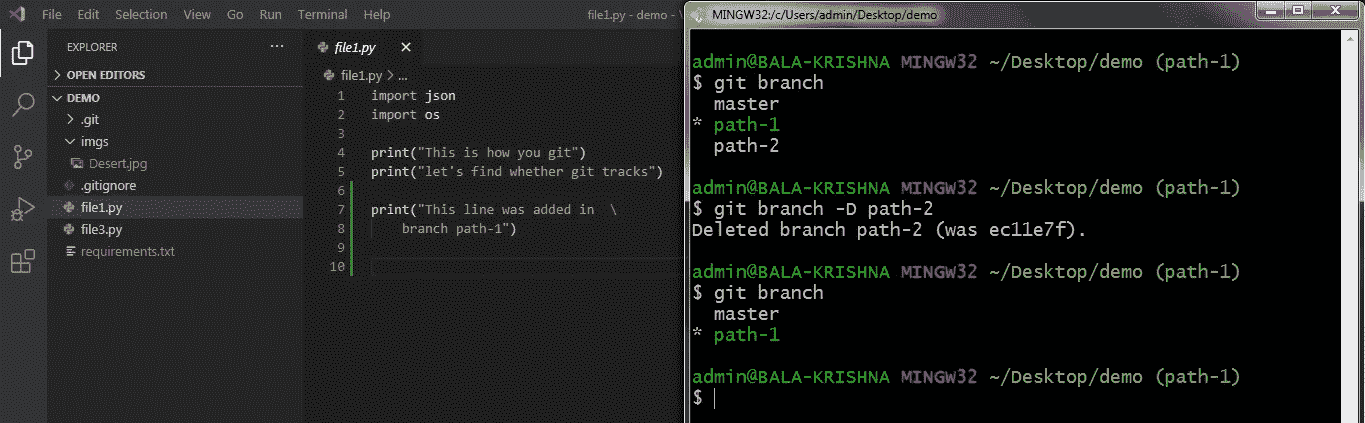 File Edit Selection View Go Run Terminal Help
file1.py - demo - V
EXPLORER ...
OPEN EDITORS
DEMO
.git
imgs
Desert.jpg
.gitignore
file1.py
file3.py
requirements.txt
file1.py
file1.py > ...
1 import json
2 import os
3
4 print("This is how you git")
5 print("let's find whether git tracks")
6
7 print("This line was added in  \
8     branch path-1")
9
10
MINGW32:/c/Users/admin/Desktop/demo
admin@BALA-KRISHNA MINGW32 ~/Desktop/demo (path-1)
$ git branch
  master
* path-1
  path-2
admin@BALA-KRISHNA MINGW32 ~/Desktop/demo (path-1)
$ git branch -D path-2
Deleted branch path-2 (was ec11e7f).
admin@BALA-KRISHNA MINGW32 ~/Desktop/demo (path-1)
$ git branch
  master
* path-1
admin@BALA-KRISHNA MINGW32 ~/Desktop/demo (path-1)
$